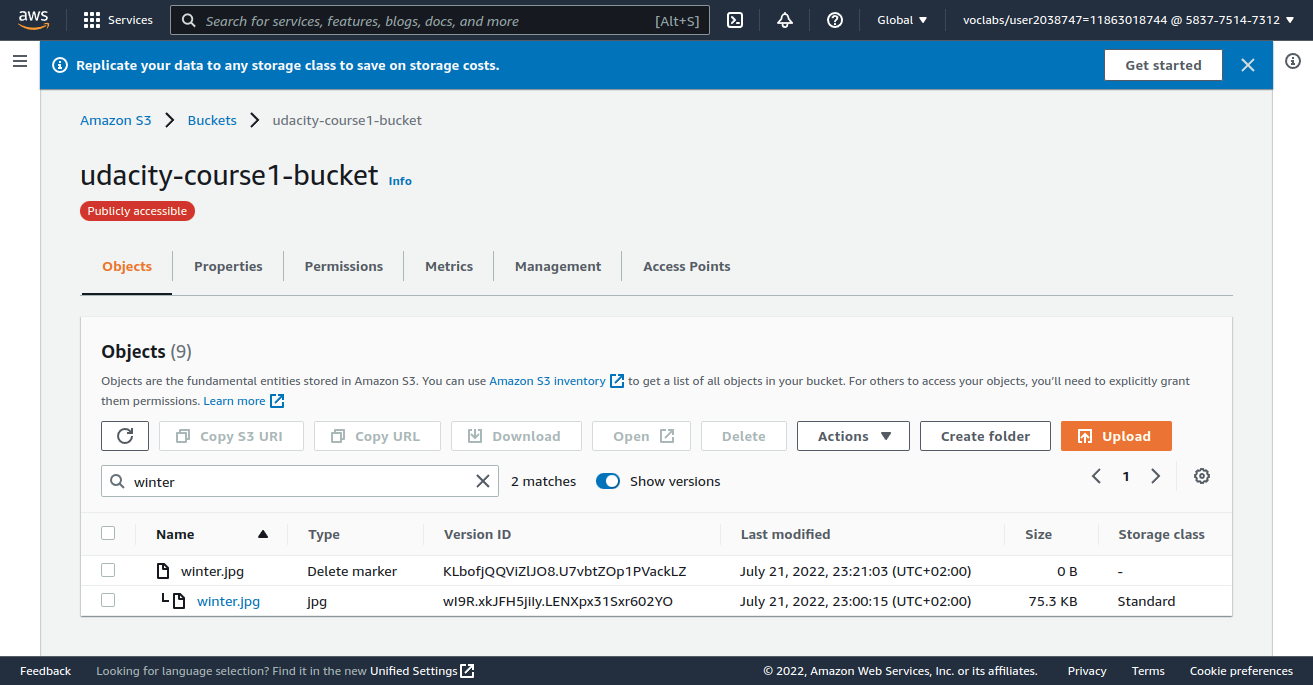 aws Services Search for services, features, blogs, docs, and more [Alt+S] Global voclabs/user2038747=11863018744 @ 5837-7514-7312
Replicate your data to any storage class to save on storage costs. Get started
Amazon S3 Buckets udacity-course1-bucket
udacity-course1-bucket Info
Publicly accessible
Objects Properties Permissions Metrics Management Access Points
Objects (9)
Objects are the fundamental entities stored in Amazon S3. You can use Amazon S3 inventory to get a list of all objects in your bucket. For others to access your objects, you'll need to explicitly grant
them permissions. Learn more
Copy S3 URI Copy URL Download Open Delete Actions Create folder Upload
winter 2 matches Show versions 1
Name Type Version ID Last modified Size Storage class
winter.jpg Delete marker KLbofjQQViZlJO8.U7vbtZOp1PVackLZ July 21, 2022, 23:21:03 (UTC+02:00) 0 B -
winter.jpg jpg wI9R.xkJFH5jiIy.LENXpx31Sxr602YO July 21, 2022, 23:00:15 (UTC+02:00) 75.3 KB Standard
Feedback Looking for language selection? Find it in the new Unified Settings © 2022, Amazon Web Services, Inc. or its affiliates. Privacy Terms Cookie preferences